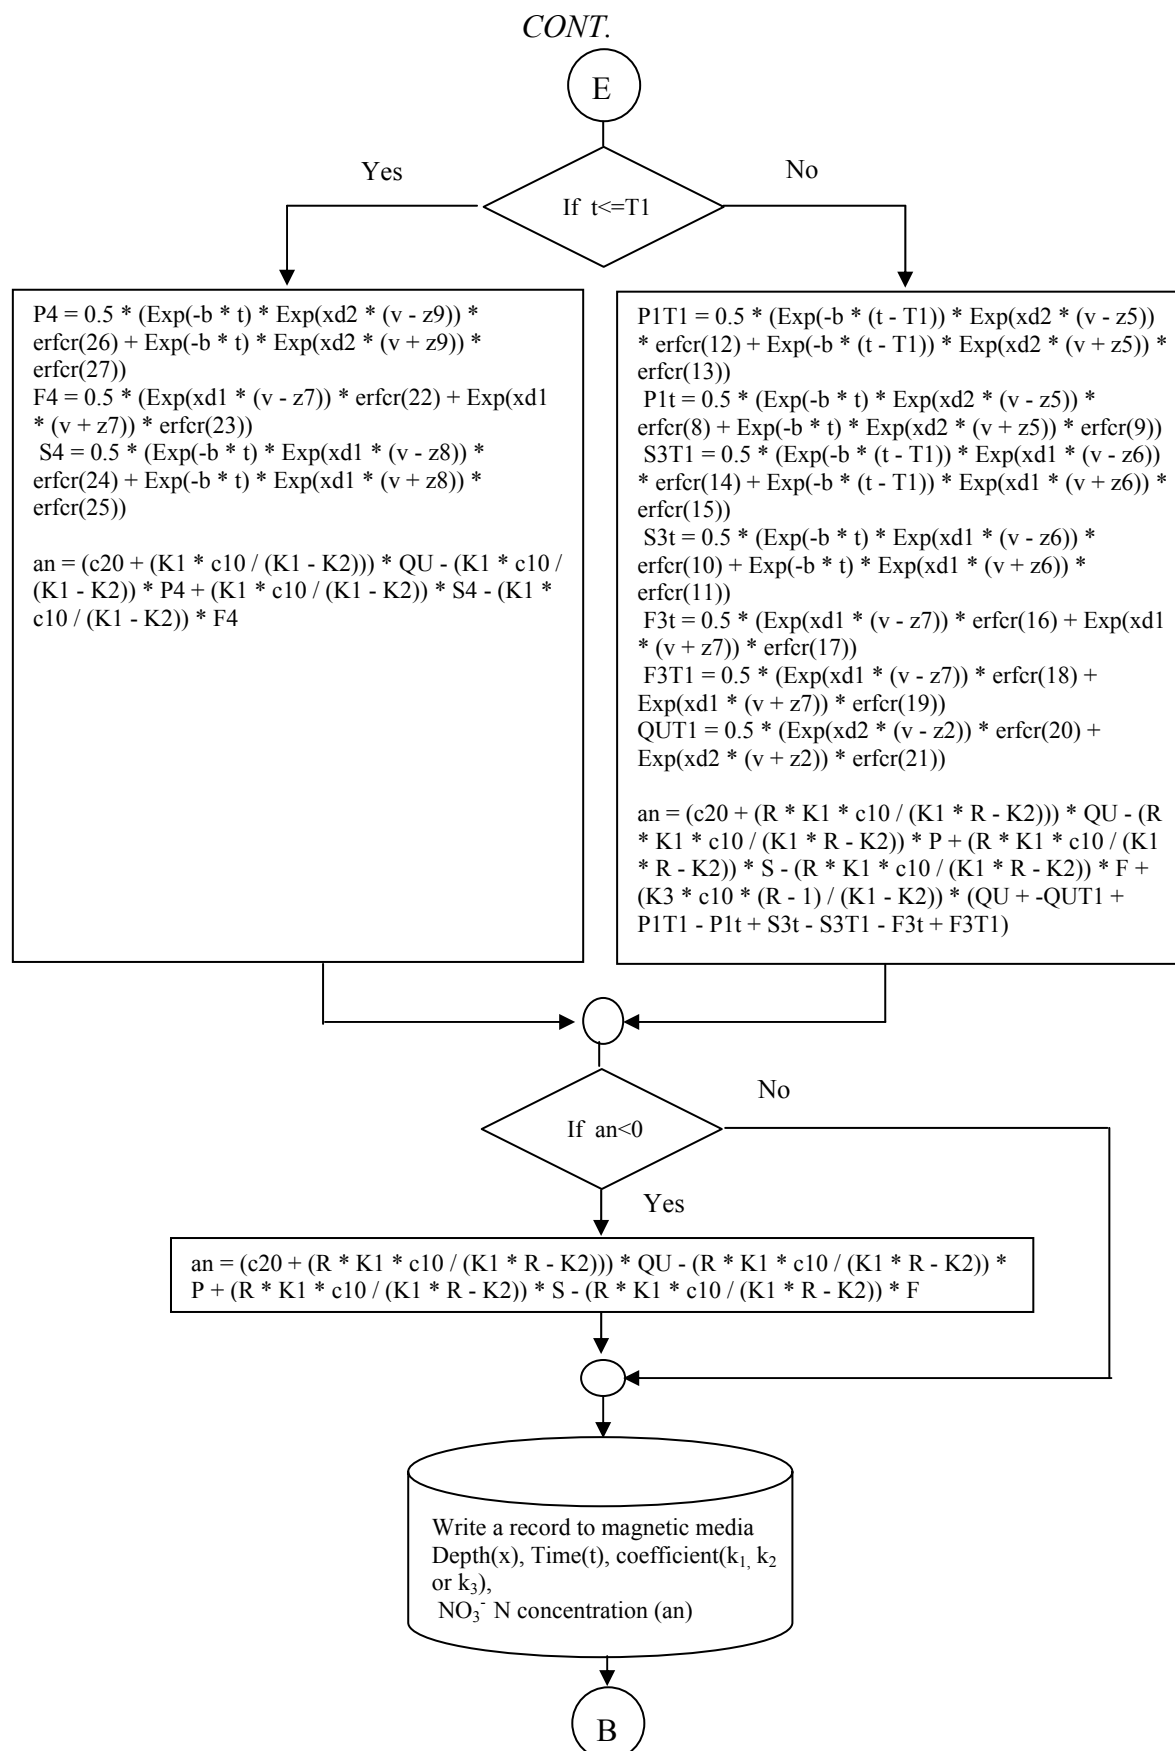 CONT.
E
Yes
No
If t<=T1
P4 = 0.5 * (Exp(-b * t) * Exp(xd2 * (v - z9)) *
erfcr(26) + Exp(-b * t) * Exp(xd2 * (v + z9)) *
erfcr(27))
F4 = 0.5 * (Exp(xd1 * (v - z7)) * erfcr(22) + Exp(xd1
* (v + z7)) * erfcr(23))
S4 = 0.5 * (Exp(-b * t) * Exp(xd1 * (v - z8)) *
erfcr(24) + Exp(-b * t) * Exp(xd1 * (v + z8)) *
erfcr(25))
an = (c20 + (K1 * c10 / (K1 - K2))) * QU - (K1 * c10 /
(K1 - K2)) * P4 + (K1 * c10 / (K1 - K2)) * S4 - (K1 *
c10 / (K1 - K2)) * F4
P1T1 = 0.5 * (Exp(-b * (t - T1)) * Exp(xd2 * (v - z5))
* erfcr(12) + Exp(-b * (t - T1)) * Exp(xd2 * (v + z5)) *
erfcr(13))
P1t = 0.5 * (Exp(-b * t) * Exp(xd2 * (v - z5)) *
erfcr(8) + Exp(-b * t) * Exp(xd2 * (v + z5)) * erfcr(9))
S3T1 = 0.5 * (Exp(-b * (t - T1)) * Exp(xd1 * (v - z6))
* erfcr(14) + Exp(-b * (t - T1)) * Exp(xd1 * (v + z6)) *
erfcr(15))
S3t = 0.5 * (Exp(-b * t) * Exp(xd1 * (v - z6)) *
erfcr(10) + Exp(-b * t) * Exp(xd1 * (v + z6)) *
erfcr(11))
F3t = 0.5 * (Exp(xd1 * (v - z7)) * erfcr(16) + Exp(xd1
* (v + z7)) * erfcr(17))
F3T1 = 0.5 * (Exp(xd1 * (v - z7)) * erfcr(18) +
Exp(xd1 * (v + z7)) * erfcr(19))
QUT1 = 0.5 * (Exp(xd2 * (v - z2)) * erfcr(20) +
Exp(xd2 * (v + z2)) * erfcr(21))
an = (c20 + (R * K1 * c10 / (K1 * R - K2))) * QU - (R
* K1 * c10 / (K1 * R - K2)) * P + (R * K1 * c10 / (K1
* R - K2)) * S - (R * K1 * c10 / (K1 * R - K2)) * F +
(K3 * c10 * (R - 1) / (K1 - K2)) * (QU + -QUT1 +
P1T1 - P1t + S3t - S3T1 - F3t + F3T1)
No
If an<0
Yes
an = (c20 + (R * K1 * c10 / (K1 * R - K2))) * QU - (R * K1 * c10 / (K1 * R - K2)) *
P + (R * K1 * c10 / (K1 * R - K2)) * S - (R * K1 * c10 / (K1 * R - K2)) * F
Write a record to magnetic media
Depth(x), Time(t), coefficient(k₁, k₂
or k₃),
NO₃⁻ N concentration (an)
B